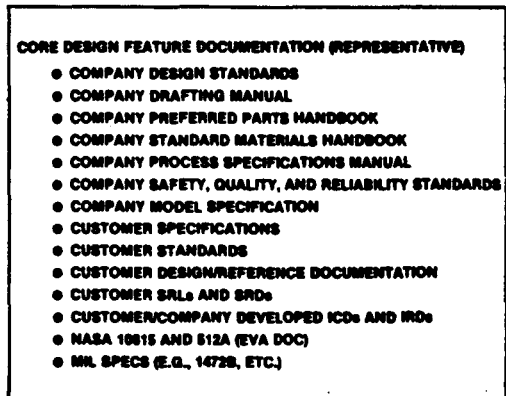 CORE DESIGN FEATURE DOCUMENTATION (REPRESENTATIVE)
● COMPANY DESIGN STANDARDS
● COMPANY DRAFTING MANUAL
● COMPANY PREFERRED PARTS HANDBOOK
● COMPANY STANDARD MATERIALS HANDBOOK
● COMPANY PROCESS SPECIFICATIONS MANUAL
● COMPANY SAFETY, QUALITY, AND RELIABILITY STANDARDS
● COMPANY MODEL SPECIFICATION
● CUSTOMER SPECIFICATIONS
● CUSTOMER STANDARDS
● CUSTOMER DESIGN/REFERENCE DOCUMENTATION
● CUSTOMER SRLs AND SRDs
● CUSTOMER/COMPANY DEVELOPED ICDs AND IRDs
● NASA 10615 AND 512A (EVA DOC)
● MIL SPECS (E.G., 1472B, ETC.)